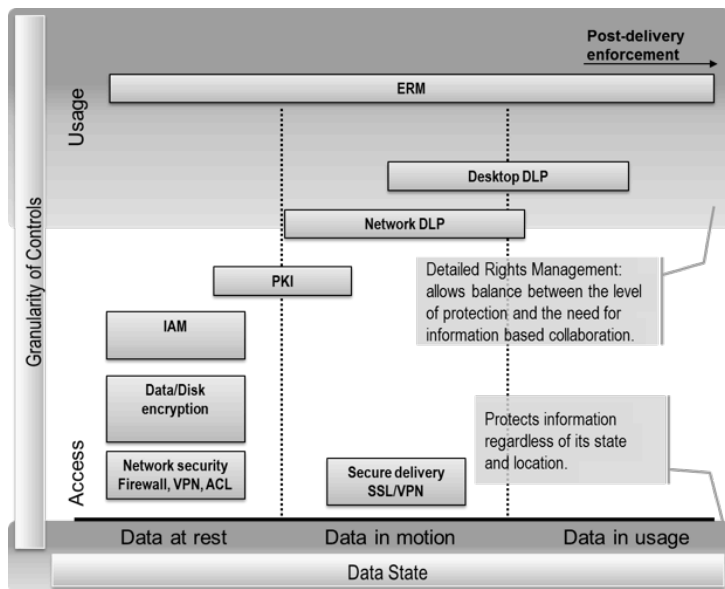 Post-delivery
enforcement
ERM
Usage
Desktop DLP
Network DLP
Granularity of Controls
PKI
Detailed Rights Management:
allows balance between the level
of protection and the need for
information based collaboration.
IAM
Data/Disk
encryption
Protects information
regardless of its state
and location.
Access
Network security
Firewall, VPN, ACL
Secure delivery
SSL/VPN
Data at rest
Data in motion
Data in usage
Data State